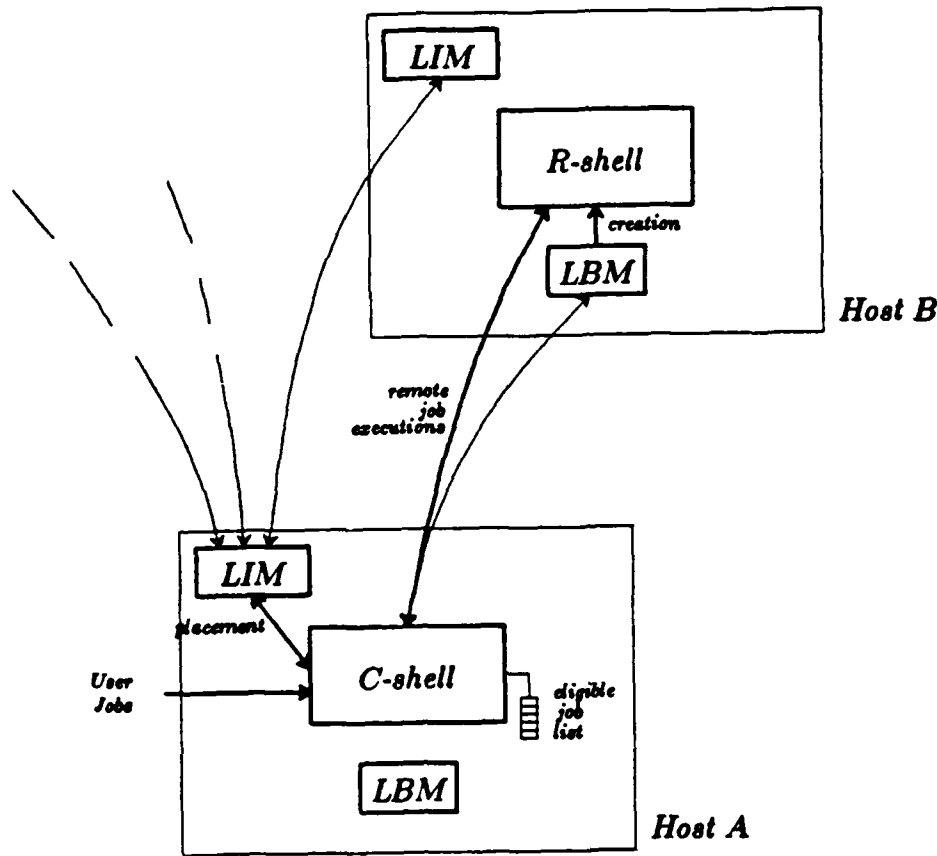 LIM
R-shell
creation
LBM
Host B
remote
job
executions
LIM
placement
C-shell
User
Jobs
eligible
job
list
LBM
Host A